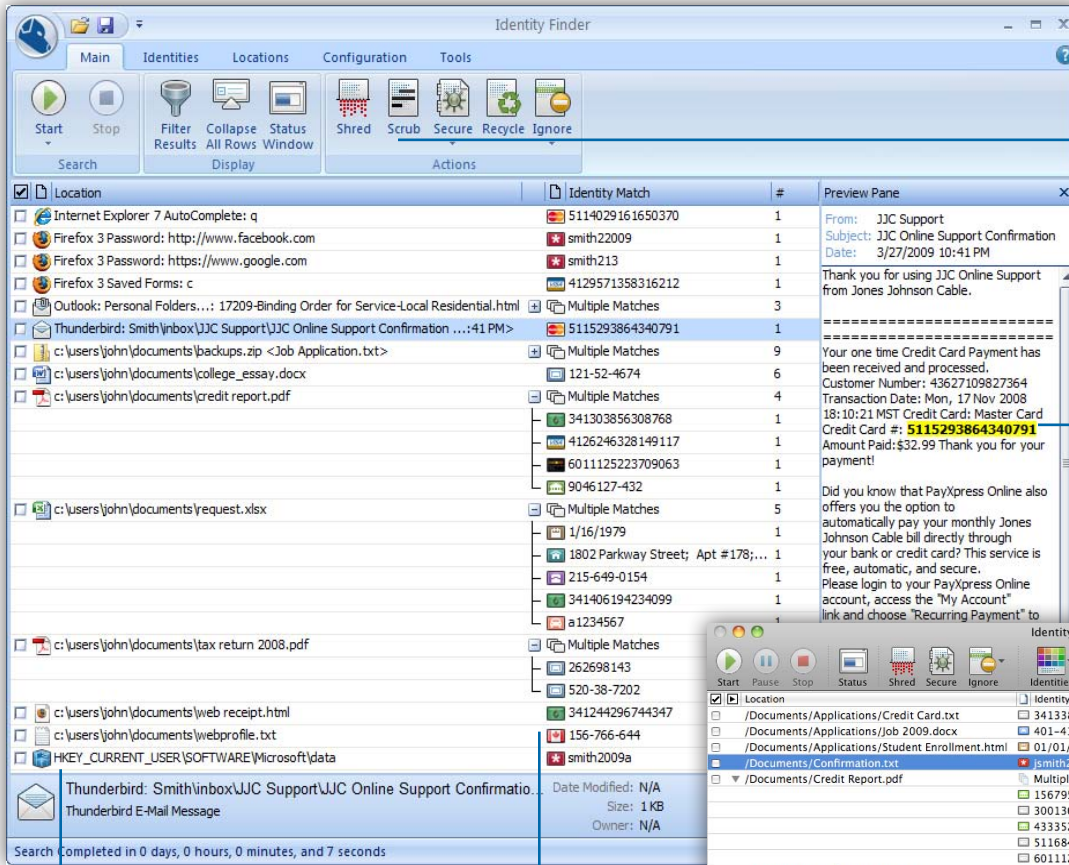 Identity Finder
Main Identities Locations Configuration Tools
Start Stop Filter Results Collapse All Rows Status Window Shred Scrub Secure Recycle Ignore
Search Display Actions
Location Identity Match # Preview Pane
Internet Explorer 7 AutoComplete: q 5114029161650370 1
Firefox 3 Password: http://www.facebook.com smith22009 1
Firefox 3 Password: https://www.google.com smith213 1
Firefox 3 Saved Forms: c 4129571358316212 1
Outlook: Personal Folders...: 17209-Binding Order for Service-Local Residential.html Multiple Matches 3
Thunderbird: Smith\inbox\JJC Support\JJC Online Support Confirmation ...:41 PM> 5115293864340791 1
c:\users\john\documents\backups.zip <Job Application.txt> Multiple Matches 9
c:\users\john\documents\college_essay.docx 121-52-4674 6
c:\users\john\documents\credit report.pdf Multiple Matches 4
341303856308768 1
4126246328149117 1
6011125223709063 1
9046127-432 1
c:\users\john\documents\request.xlsx Multiple Matches 5
1/16/1979 1
1802 Parkway Street; Apt #178;... 1
215-649-0154 1
341406194234099 1
a1234567 1
c:\users\john\documents\tax return 2008.pdf Multiple Matches
262698143
520-38-7202
c:\users\john\documents\web receipt.html 341244296744347
c:\users\john\documents\webprofile.txt 156-766-644
HKEY_CURRENT_USER\SOFTWARE\Microsoft\data smith2009a
From: JJC Support
Subject: JJC Online Support Confirmation
Date: 3/27/2009 10:41 PM
Thank you for using JJC Online Support
from Jones Johnson Cable.
==========================
==========================
Your one time Credit Card Payment has
been received and processed.
Customer Number: 43627109827364
Transaction Date: Mon, 17 Nov 2008
18:10:21 MST Credit Card: Master Card
Credit Card #: 5115293864340791
Amount Paid:$32.99 Thank you for your
payment!
Did you know that PayXpress Online also
offers you the option to
automatically pay your monthly Jones
Johnson Cable bill directly through
your bank or credit card? This service is
free, automatic, and secure.
Please login to your PayXpress Online
account, access the "My Account"
link and choose "Recurring Payment" to
Thunderbird: Smith\inbox\JJC Support\JJC Online Support Confirmatio...
Thunderbird E-Mail Message
Date Modified: N/A
Size: 1 KB
Owner: N/A
Search Completed in 0 days, 0 hours, 0 minutes, and 7 seconds
Identity
Start Pause Stop Status Shred Secure Ignore Identitie
Location Identity
/Documents/Applications/Credit Card.txt 34133
/Documents/Applications/Job 2009.docx 401-4
/Documents/Applications/Student Enrollment.html 01/01/
/Documents/Confirmation.txt jsmith2
/Documents/Credit Report.pdf Multipl
15679
30013
43335
51168
60111